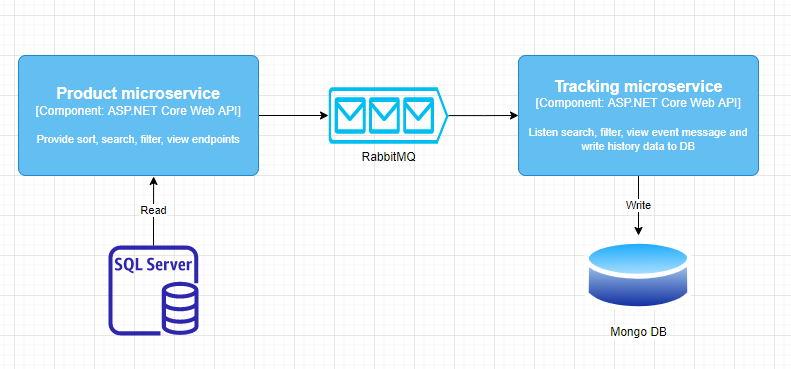 Product microservice
[Component: ASP.NET Core Web API]
Provide sort, search, filter, view endpoints
RabbitMQ
Tracking microservice
[Component: ASP.NET Core Web API]
Listen search, filter, view event message and
write history data to DB
Read
SQL Server
Write
Mongo DB